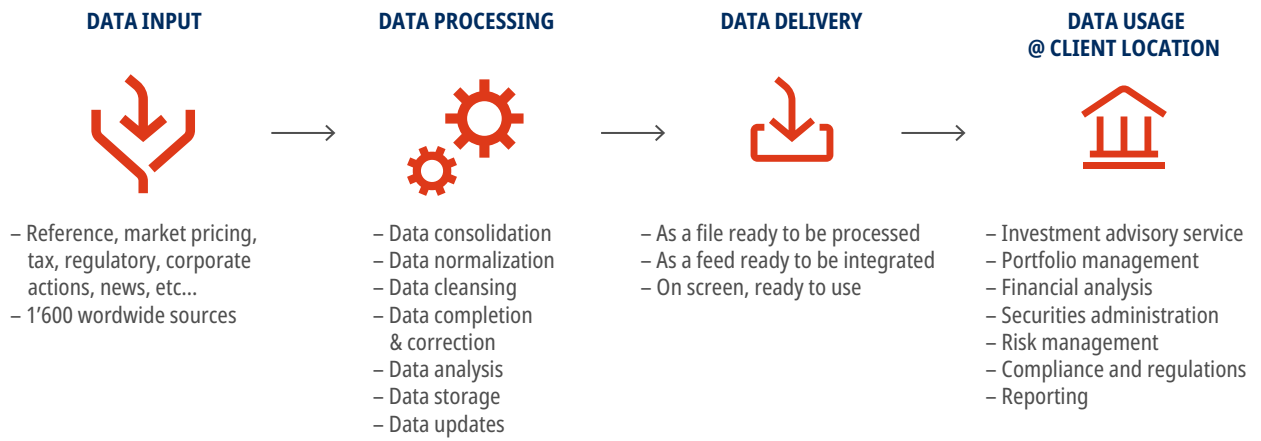 DATA INPUT
– Reference, market pricing,
tax, regulatory, corporate
actions, news, etc...
– 1'600 wordwide sources
DATA PROCESSING
– Data consolidation
– Data normalization
– Data cleansing
– Data completion
& correction
– Data analysis
– Data storage
– Data updates
DATA DELIVERY
– As a file ready to be processed
– As a feed ready to be integrated
– On screen, ready to use
DATA USAGE
@ CLIENT LOCATION
– Investment advisory service
– Portfolio management
– Financial analysis
– Securities administration
– Risk management
– Compliance and regulations
– Reporting